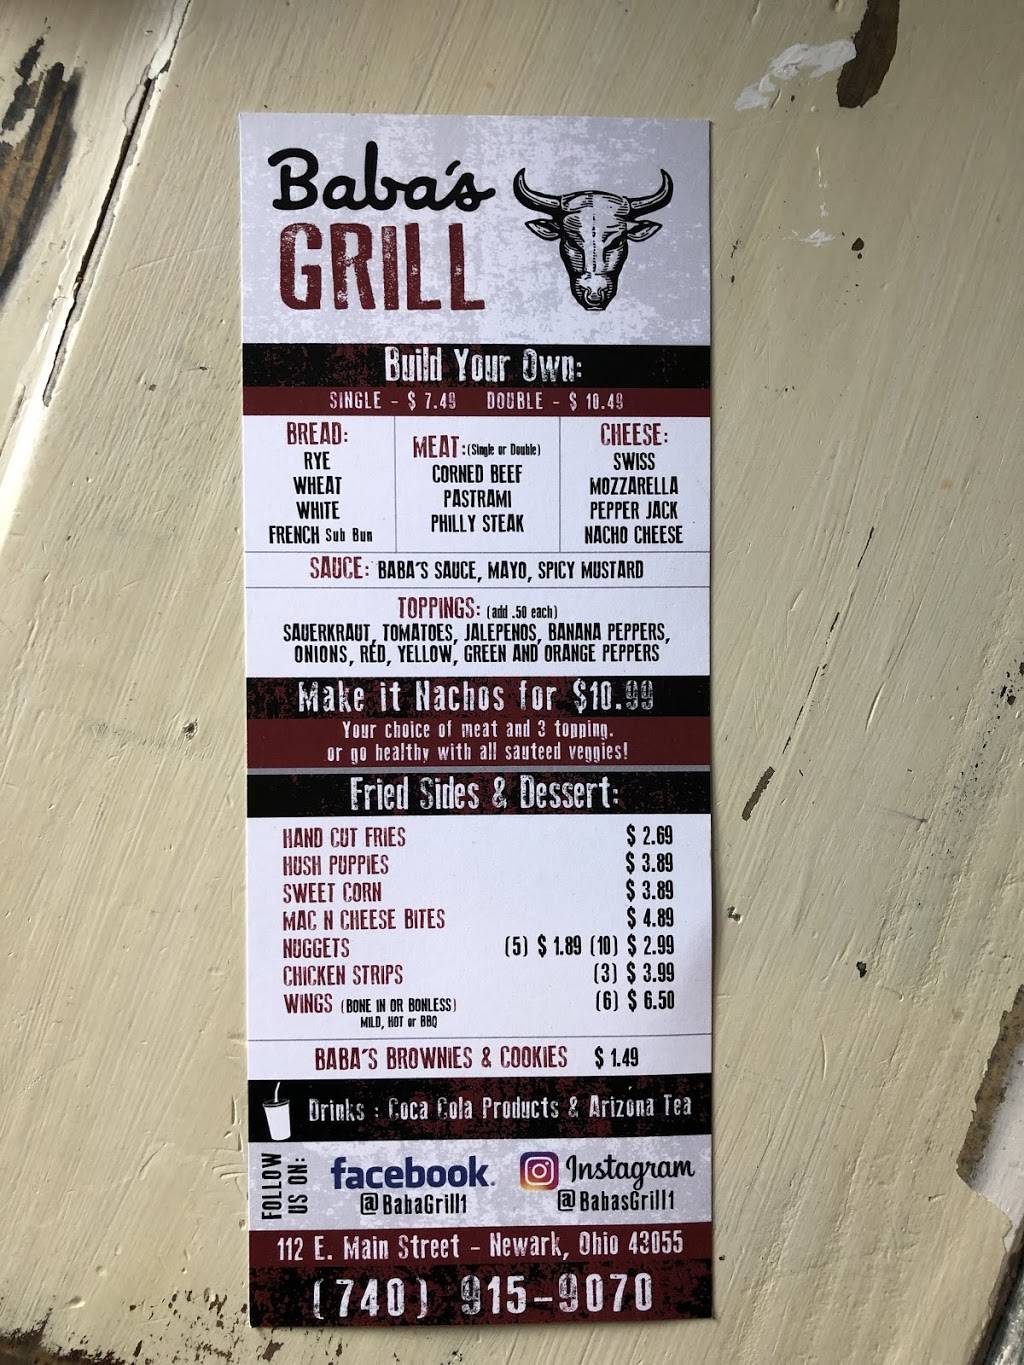 Baba's
GRILL
Build Your Own:
SINGLE - $ 7.49 DOUBLE - $ 10.49
BREAD:
RYE
WHEAT
WHITE
FRENCH Sub Bun
MEAT:(Single or Double)
CORNED BEEF
PASTRAMI
PHILLY STEAK
CHEESE:
SWISS
MOZZARELLA
PEPPER JACK
NACHO CHEESE
SAUCE: BABA'S SAUCE, MAYO, SPICY MUSTARD
TOPPINGS: (add .50 each)
SAUERKRAUT, TOMATOES, JALEPENOS, BANANA PEPPERS,
ONIONS, RED, YELLOW, GREEN AND ORANGE PEPPERS
Make it Nachos for $10.99
Your choice of meat and 3 topping.
or go healthy with all sauteed veggies!
Fried Sides & Dessert:
HAND CUT FRIES $ 2.69
HUSH PUPPIES $ 3.89
SWEET CORN $ 3.89
MAC N CHEESE BITES $ 4.89
NUGGETS (5) $ 1.89 (10) $ 2.99
CHICKEN STRIPS (3) $ 3.99
WINGS (BONE IN OR BONLESS) (6) $ 6.50
MILD, HOT or BBQ
BABA'S BROWNIES & COOKIES $ 1.49
Drinks : Coca Cola Products & Arizona Tea
FOLLOW
US ON:
facebook.
@BabaGrill1
Instagram
@BabasGrill1
112 E. Main Street - Newark, Ohio 43055
(740) 915-9070